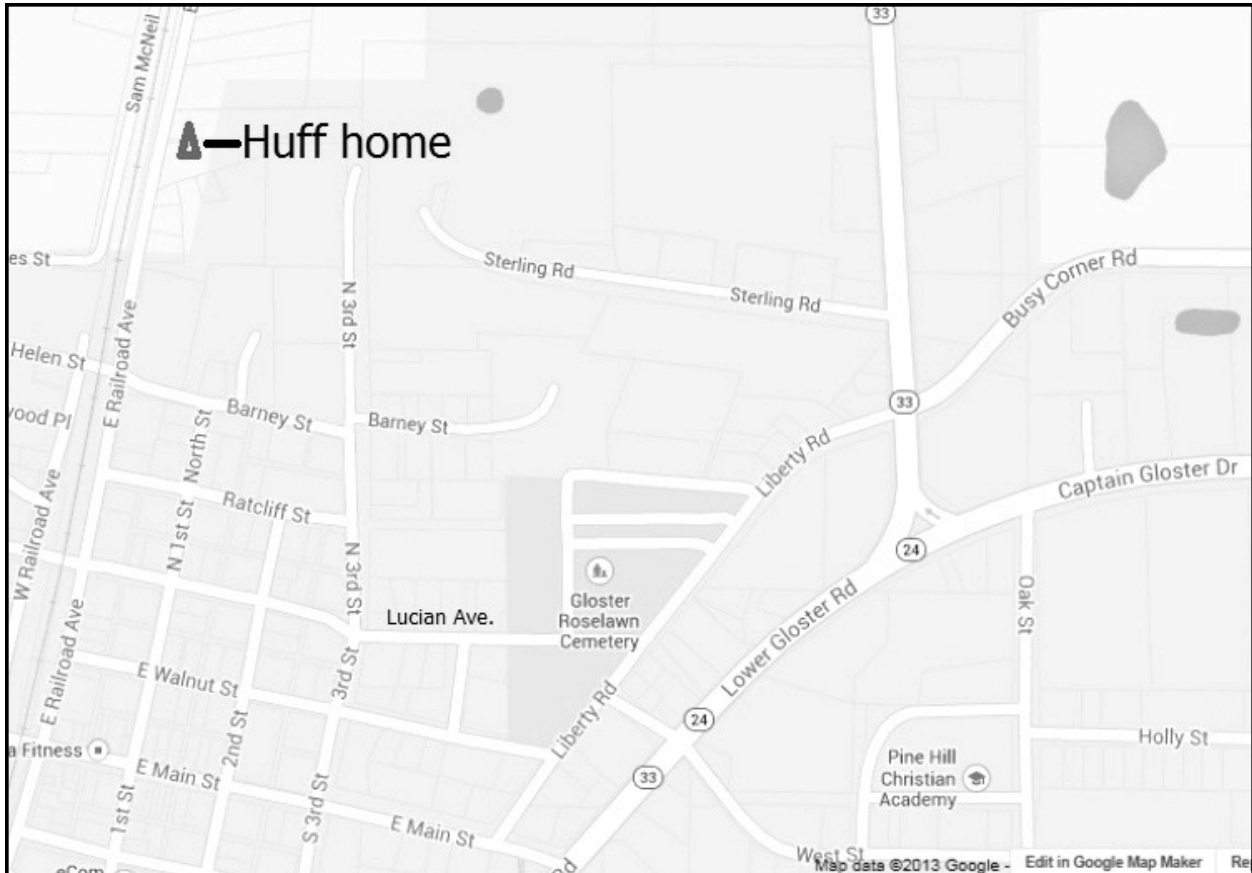 33
Sam McNeil
E
Huff home
es St
Sterling Rd
Sterling Rd
Busy Corner Rd
N 3rd St
E Railroad Ave
Helen St
33
Barney St
Barney St
wood Pl
North St
Liberty Rd
Captain Gloster Dr
Ratcliff St
N 1st St
W Railroad Ave
24
N 3rd St
Gloster
Roselawn
Cemetery
Oak St
Lucian Ave.
Lower Gloster Rd
E Walnut St
3rd St
E Railroad Ave
Liberty Rd
24
2nd St
a Fitness
Holly St
E Main St
33
Pine Hill
Christian
Academy
1st St
S 3rd St
E Main St
West St
Rd
eCom
Map data ©2013 Google -
Edit in Google Map Maker
Re